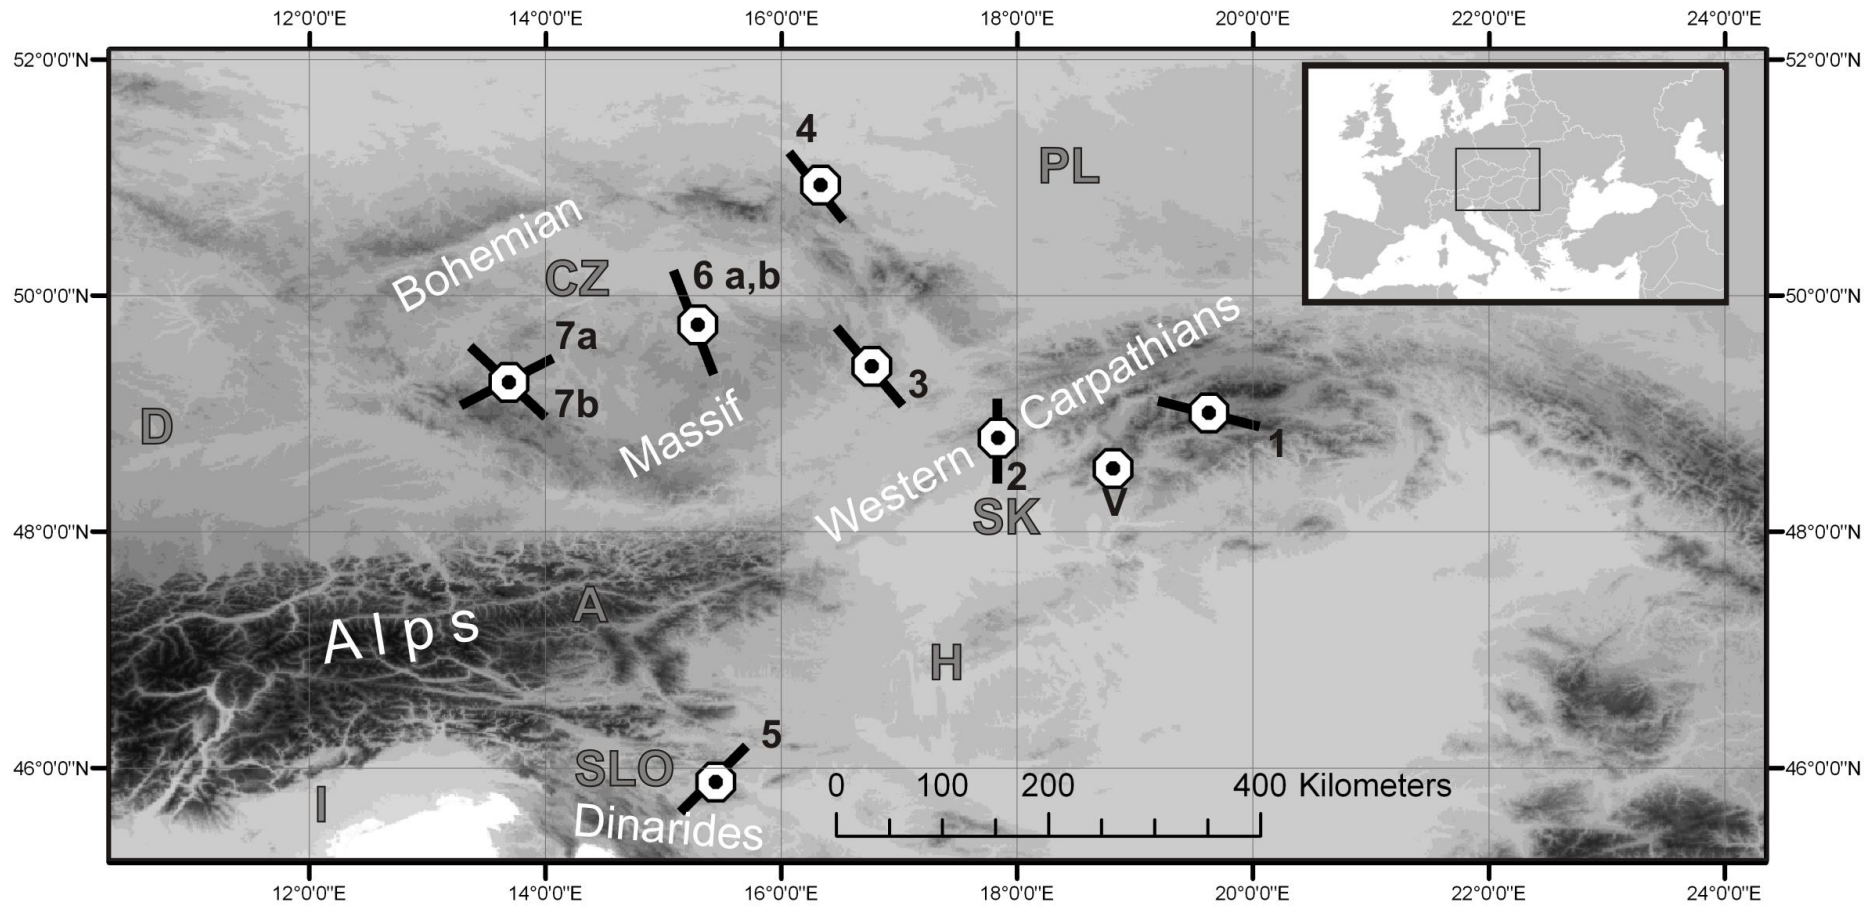 12°0'0"E 14°0'0"E 16°0'0"E 18°0'0"E 20°0'0"E 22°0'0"E 24°0'0"E
52°0'0"N 52°0'0"N
4
PL
Bohemian
CZ
6 a,b
50°0'0"N 50°0'0"N
7a
7b
3
D
Massif
Western Carpathians
1
2
V
SK
48°0'0"N 48°0'0"N
A
Alps
H
5
46°0'0"N 46°0'0"N
SLO
I
Dinarides
0 100 200 400 Kilometers
12°0'0"E 14°0'0"E 16°0'0"E 18°0'0"E 20°0'0"E 22°0'0"E 24°0'0"E